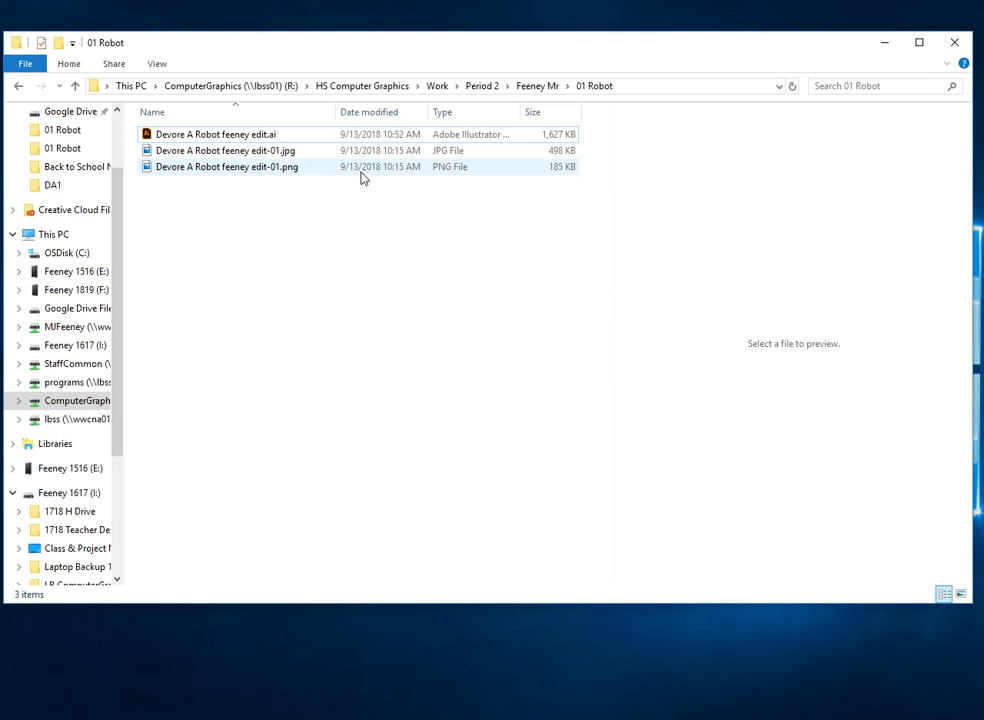 01 Robot
File Home Share View
This PC ComputerGraphics (\\lbss01) (R:) HS Computer Graphics Work Period 2 Feeney Mr 01 Robot Search 01 Robot
Name Date modified Type Size
Devore A Robot feeney edit.ai 9/13/2018 10:52 AM Adobe Illustrator ... 1,627 KB
Devore A Robot feeney edit-01.jpg 9/13/2018 10:15 AM JPG File 498 KB
Devore A Robot feeney edit-01.png 9/13/2018 10:15 AM PNG File 185 KB
Google Drive
01 Robot
01 Robot
Back to School N
DA1
Creative Cloud Fil
This PC
OSDisk (C:)
Feeney 1516 (E:)
Feeney 1819 (F:)
Google Drive File
MJFeeney (\\ww
Feeney 1617 (I:)
StaffCommon (\
programs (\\lbss
ComputerGraph
lbss (\\wwcna01
Libraries
Feeney 1516 (E:)
Feeney 1617 (I:)
1718 H Drive
1718 Teacher De
Class & Project
Laptop Backup 1
Select a file to preview.
3 items